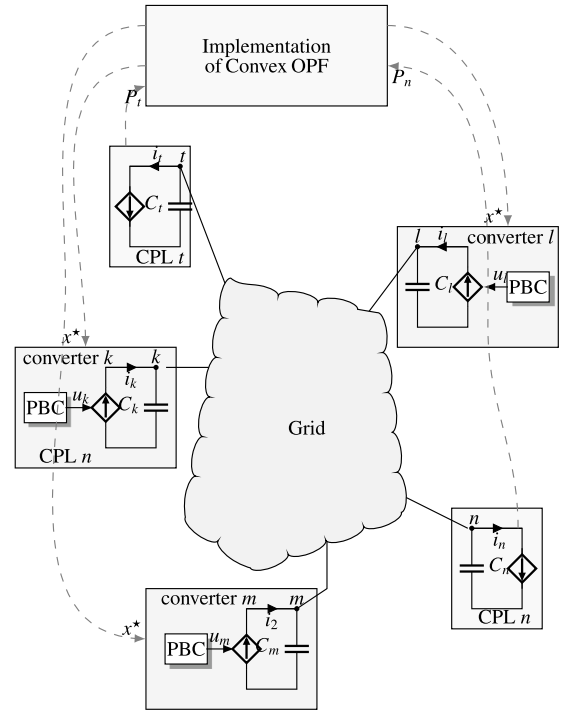 Implementation
of Convex OPF
P_t
P_n
i_t
t
C_t
CPL t
x★
converter l
l
i_l
C_l
u_l
PBC
x★
converter k
k
i_k
PBC
u_k
C_k
CPL n
Grid
n
i_n
C_n
CPL n
converter m
m
i_2
x★
PBC
u_m
C_m